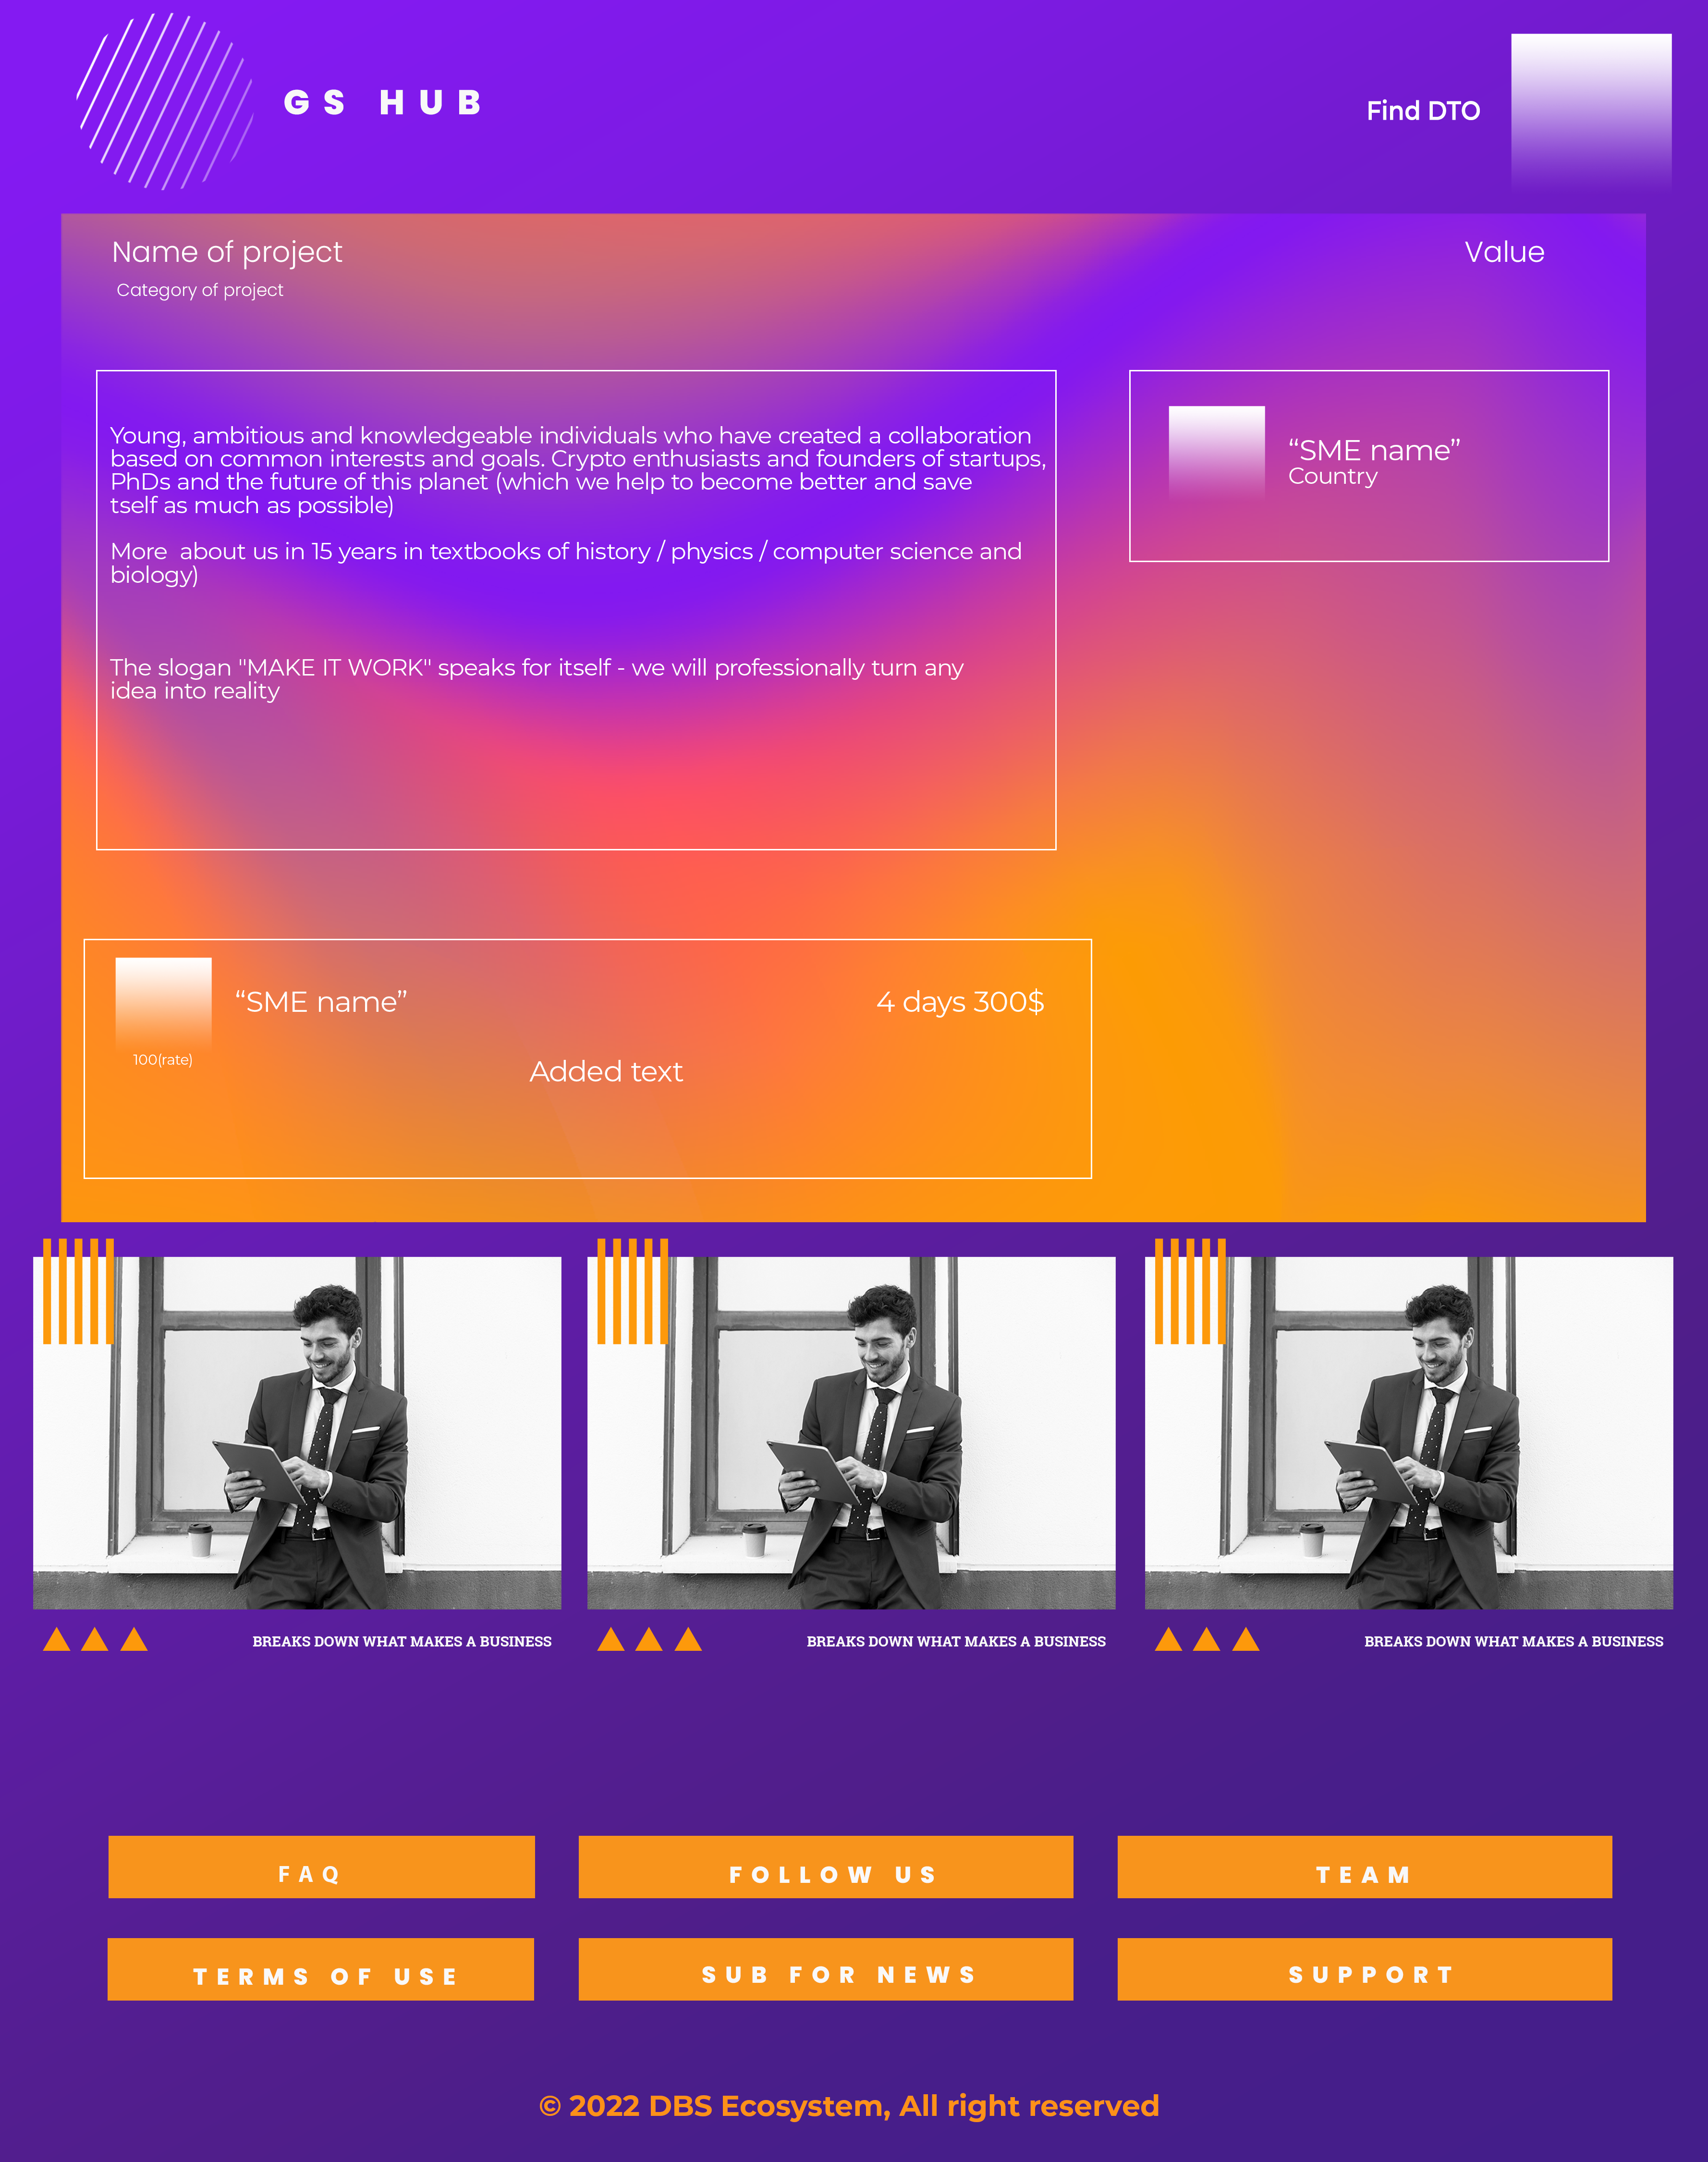 GS HUB
Find DTO
Name of project
Value
Category of project
Young, ambitious and knowledgeable individuals who have created a collaboration
based on common interests and goals. Crypto enthusiasts and founders of startups,
PhDs and the future of this planet (which we help to become better and save
tself as much as possible)
More  about us in 15 years in textbooks of history / physics / computer science and
biology)
The slogan "MAKE IT WORK" speaks for itself - we will professionally turn any
idea into reality
“SME name”
Country
“SME name”
4 days 300$
100(rate)
Added text
BREAKS DOWN WHAT MAKES A BUSINESS
BREAKS DOWN WHAT MAKES A BUSINESS
BREAKS DOWN WHAT MAKES A BUSINESS
FAQ
FOLLOW US
TEAM
TERMS OF USE
SUB FOR NEWS
SUPPORT
© 2022 DBS Ecosystem, All right reserved